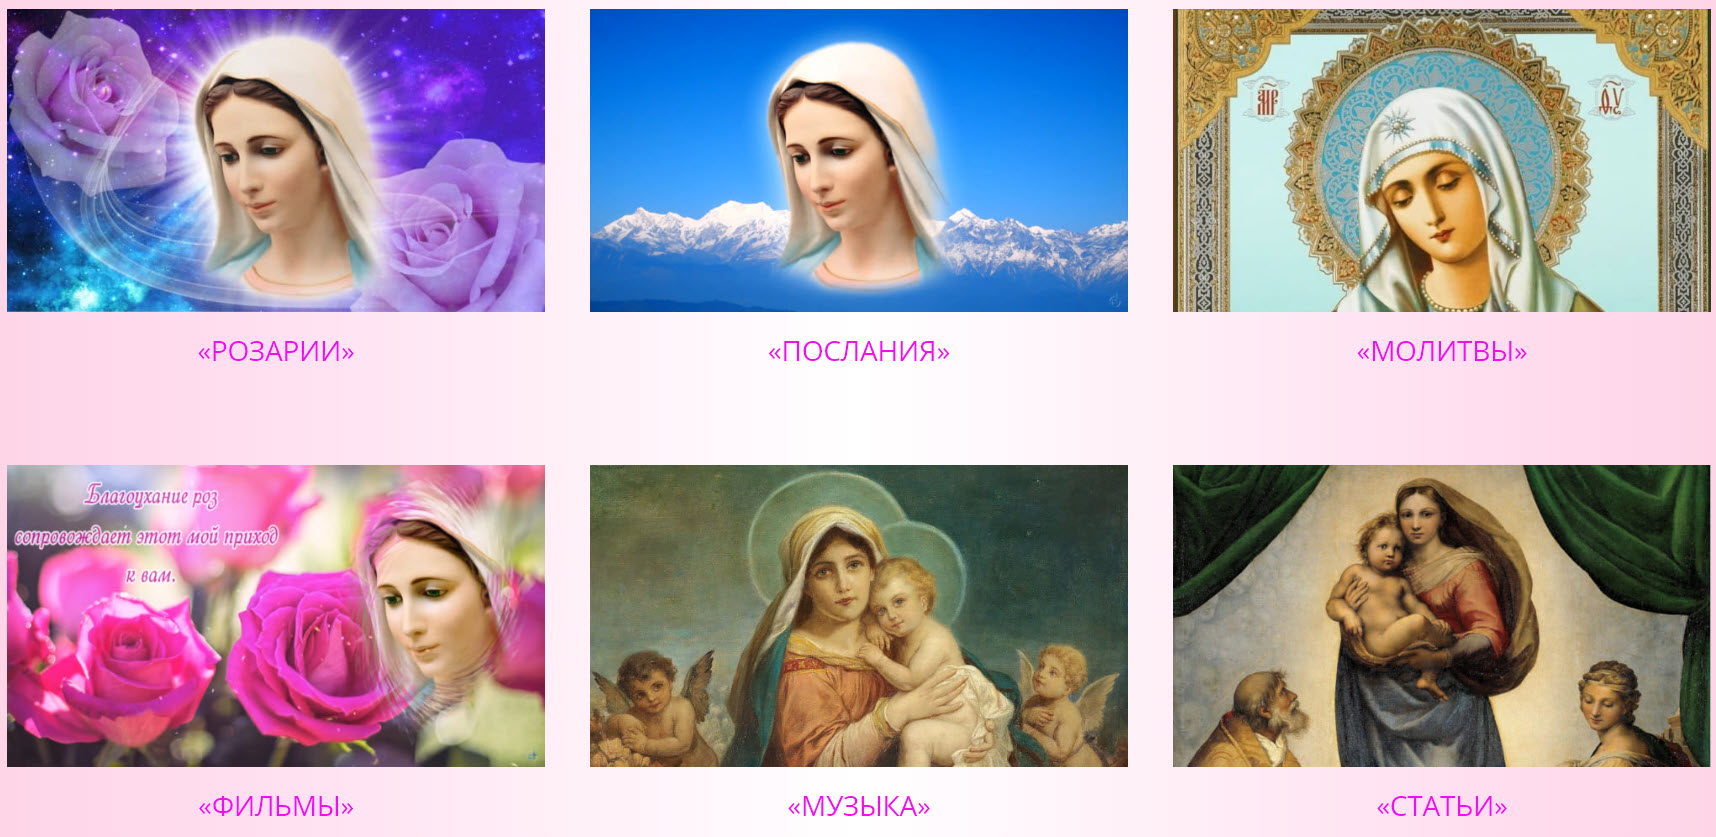 «РОЗАРИИ»
«ПОСЛАНИЯ»
«МОЛИТВЫ»
Благоухание роз
сопровождает этот мой приход
к вам.
«ФИЛЬМЫ»
«МУЗЫКА»
«СТАТЬИ»